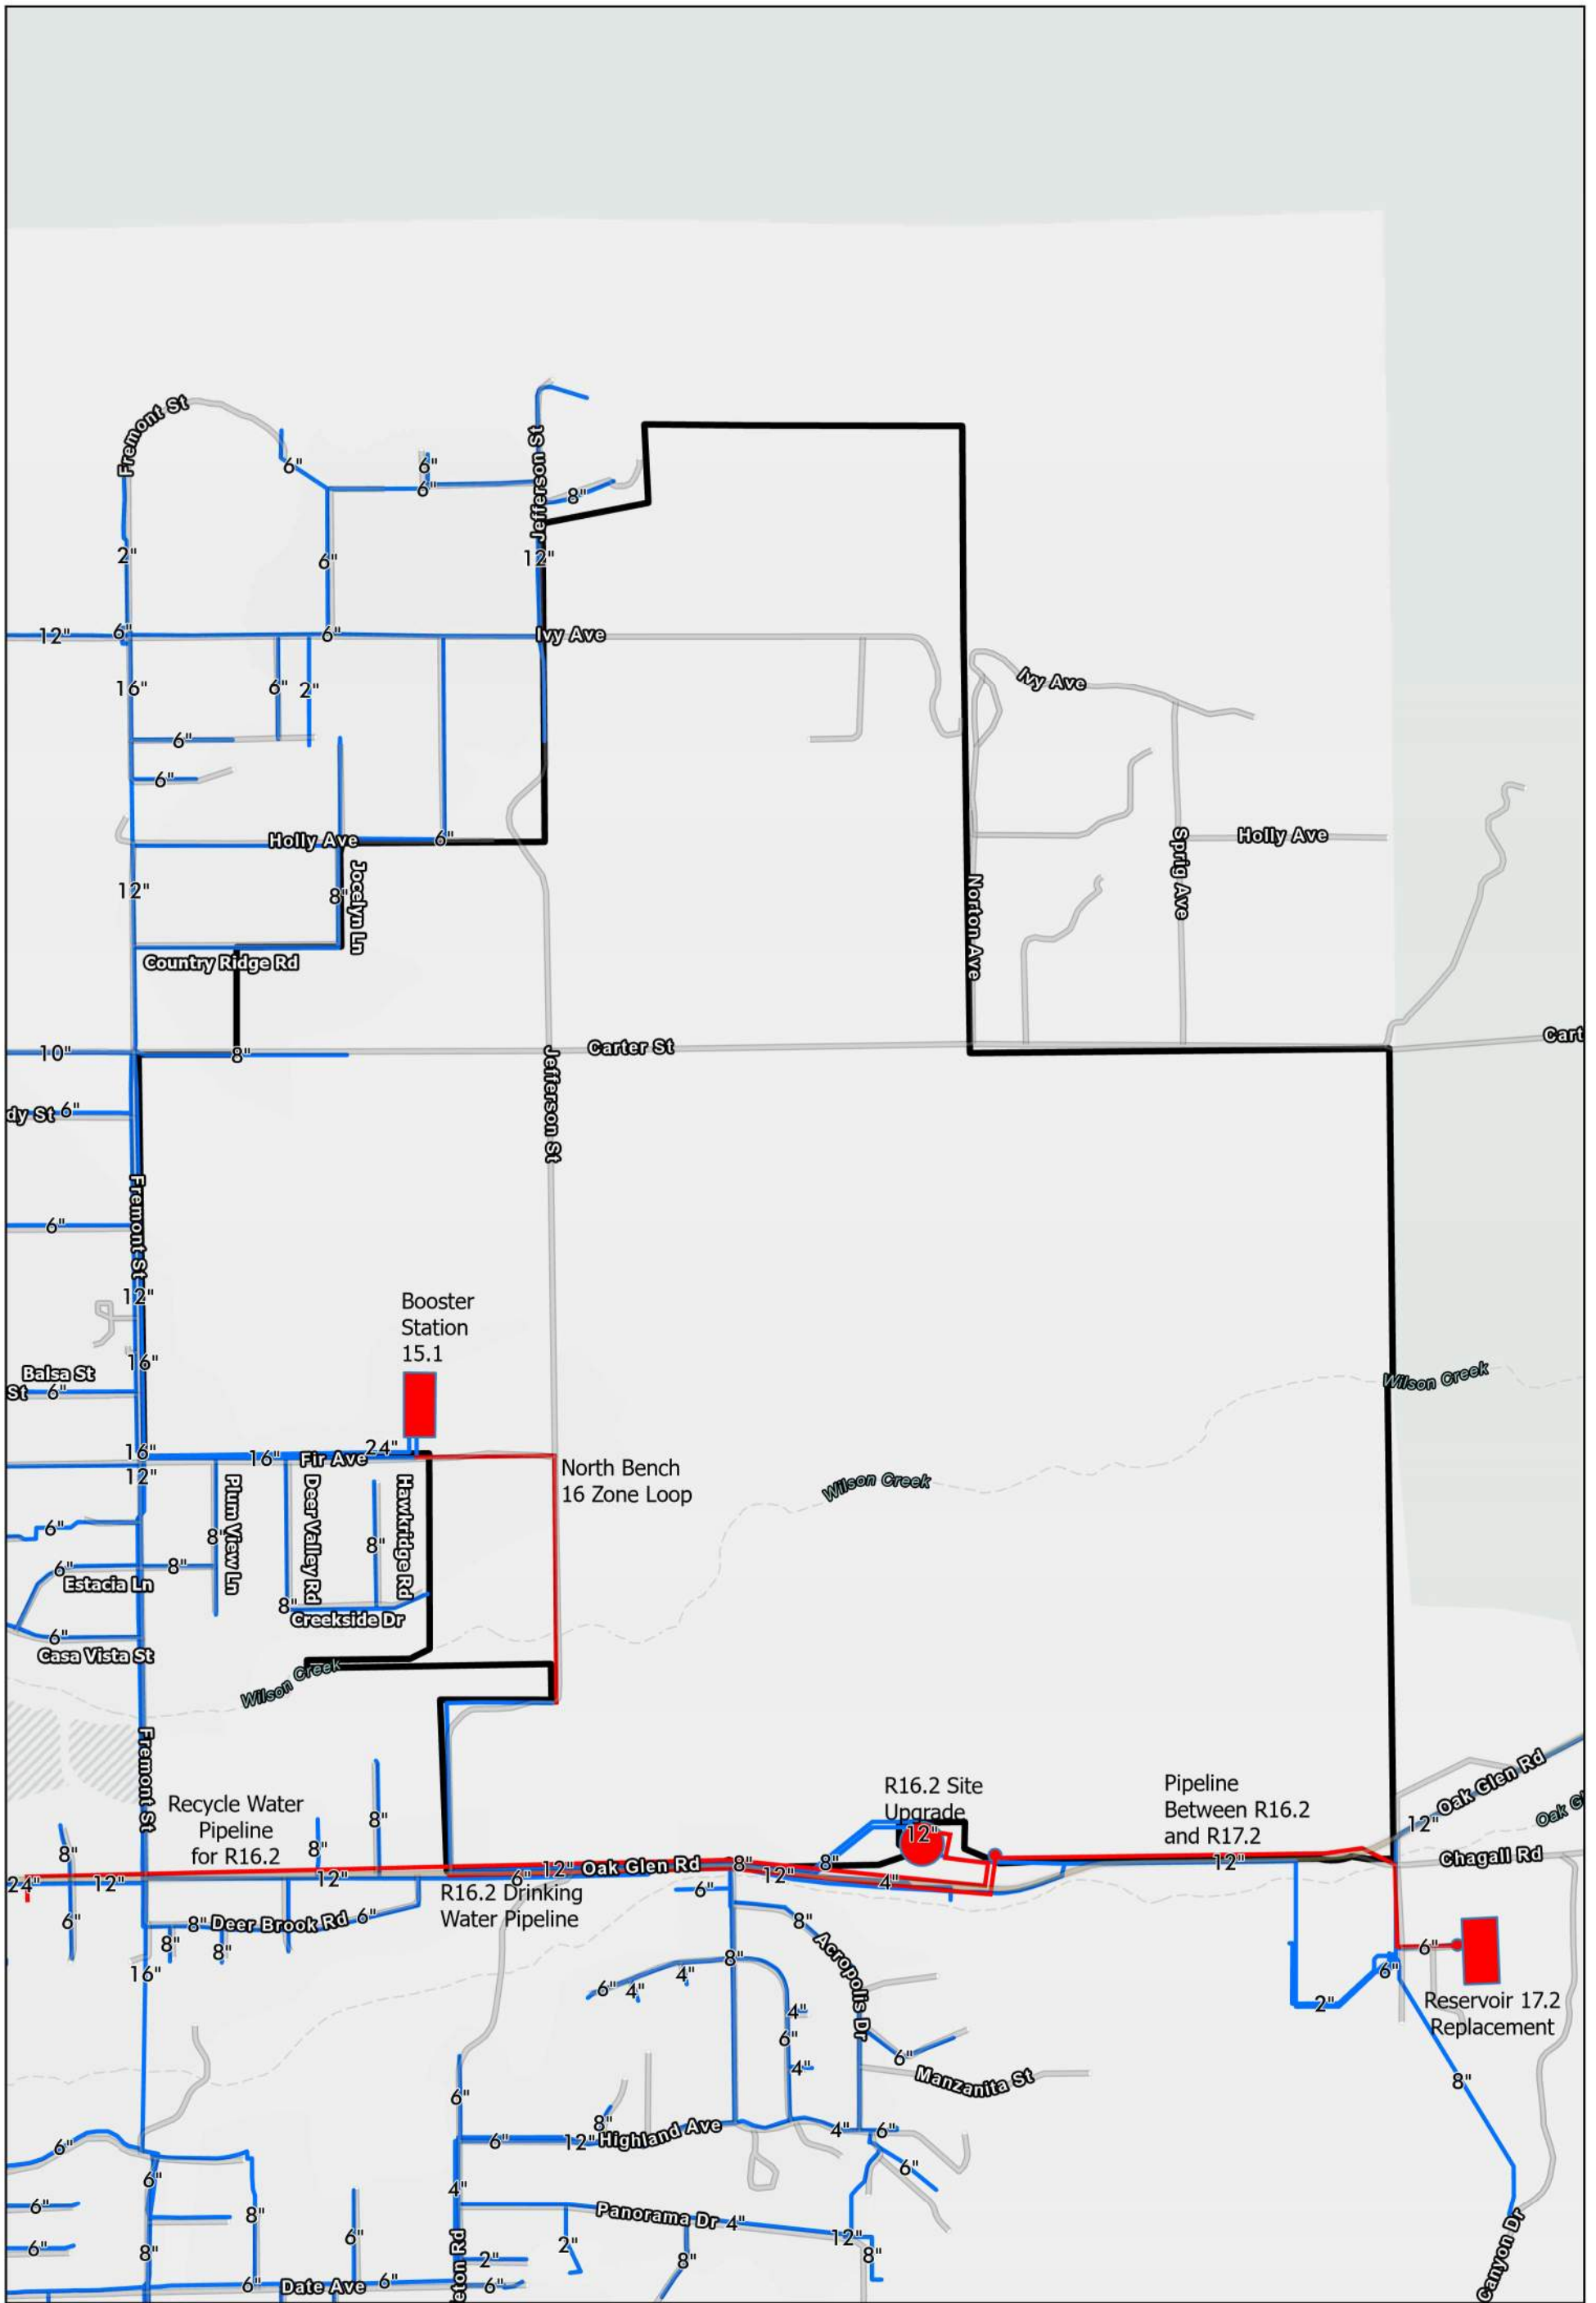 Fremont St
Jefferson St
6"
6"
6"
8"
2"
6"
12"
12"
6"
6"
Ivy Ave
16"
6"
2"
Ivy Ave
6"
6"
Holly Ave
6"
Sprig Ave
Holly Ave
12"
8"
Jocelyn Ln
Norton Ave
Country Ridge Rd
10"
8"
Carter St
Cart
Jefferson St
dy St
6"
Fremont St
6"
12"
Booster
Station
15.1
16"
Balsa St
St
6"
Wilson Creek
16"
16"
Fir Ave
24"
12"
North Bench
16 Zone Loop
Wilson Creek
Plum View Ln
Deer Valley Rd
Hawkridge Rd
6"
8"
8"
6"
8"
Estacia Ln
8"
Creekside Dr
6"
Casa Vista St
Wilson Creek
Fremont St
Recycle Water
Pipeline
for R16.2
R16.2 Site
Upgrade
Pipeline
Between R16.2
and R17.2
Oak Glen Rd
12"
Oak G
8"
8"
8"
12"
Chagall Rd
24"
12"
12"
6"
12"
Oak Glen Rd
8"
12"
8"
4"
12"
R16.2 Drinking
Water Pipeline
6"
6"
8"
Deer Brook Rd
6"
8"
8"
8"
Acropolis Dr
16"
8"
6"
4"
4"
4"
6"
4"
6"
6"
2"
Reservoir 17.2
Replacement
6"
Manzanita St
8"
6"
8"
6"
12"
Highland Ave
4"
6"
6"
6"
6"
4"
6"
8"
Panorama Dr
4"
12"
6"
8"
6"
2"
2"
8"
8"
6"
Date Ave
6"
6"
eton Rd
Canyon Dr